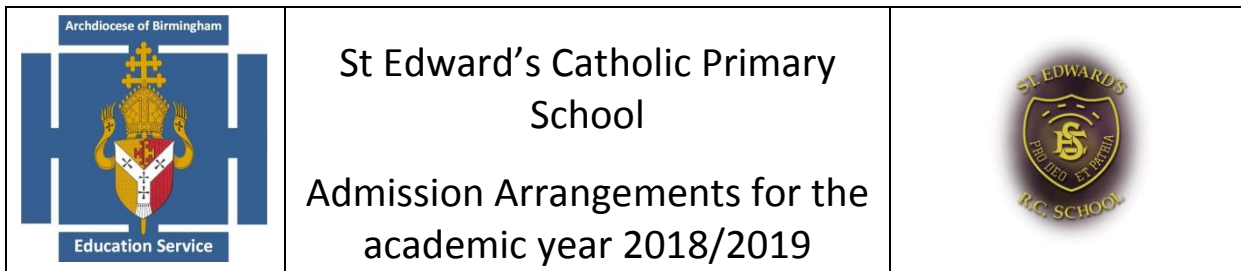 Archdiocese of Birmingham
Education Service
St Edward’s Catholic Primary
School
Admission Arrangements for the
academic year 2018/2019
ST. EDWARD'S
PRO DEO ET PATRIA
R.C. SCHOOL